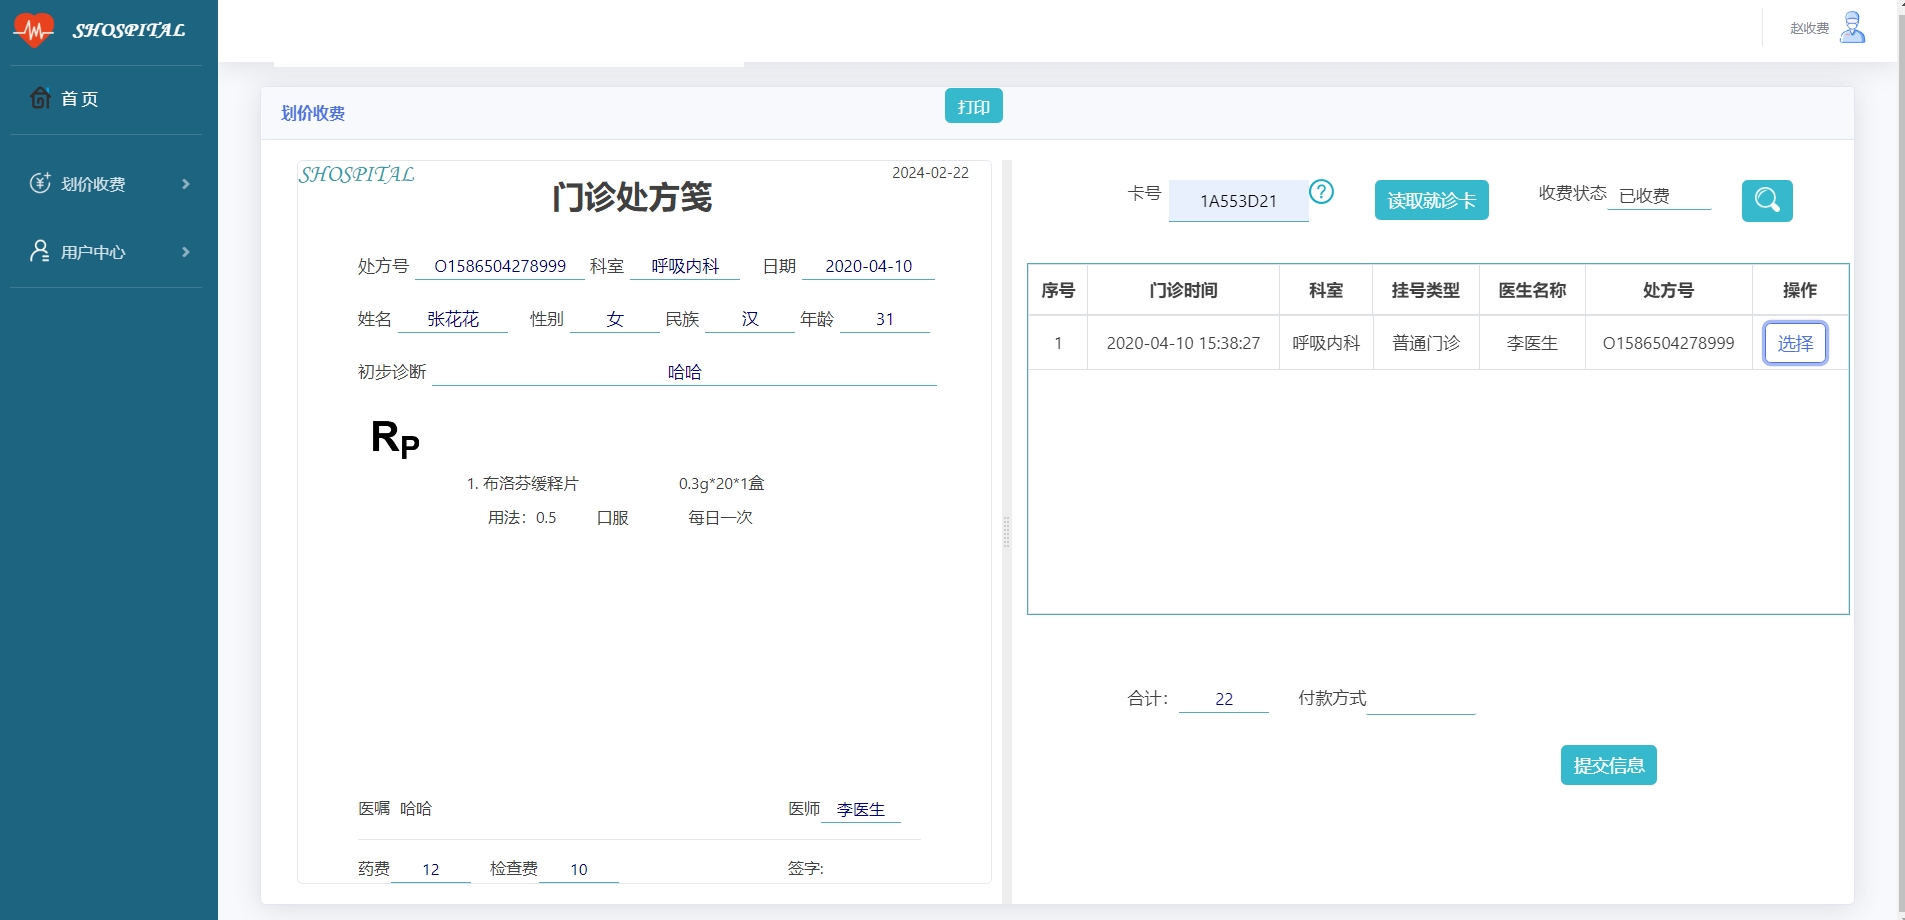 SHOSPITAL
赵收费
首页
划价收费
用户中心
划价收费
打印
SHOSPITAL
2024-02-22
门诊处方笺
处方号 O1586504278999 科室 呼吸内科 日期 2020-04-10
姓名 张花花 性别 女 民族 汉 年龄 31
初步诊断 哈哈
RP
1. 布洛芬缓释片 0.3g*20*1盒
用法：0.5 口服 每日一次
医嘱 哈哈 医师 李医生
药费 12 检查费 10 签字:
卡号 1A553D21 ? 读取就诊卡 收费状态 已收费
序号 门诊时间 科室 挂号类型 医生名称 处方号 操作
1 2020-04-10 15:38:27 呼吸内科 普通门诊 李医生 O1586504278999 选择
合计： 22 付款方式
提交信息